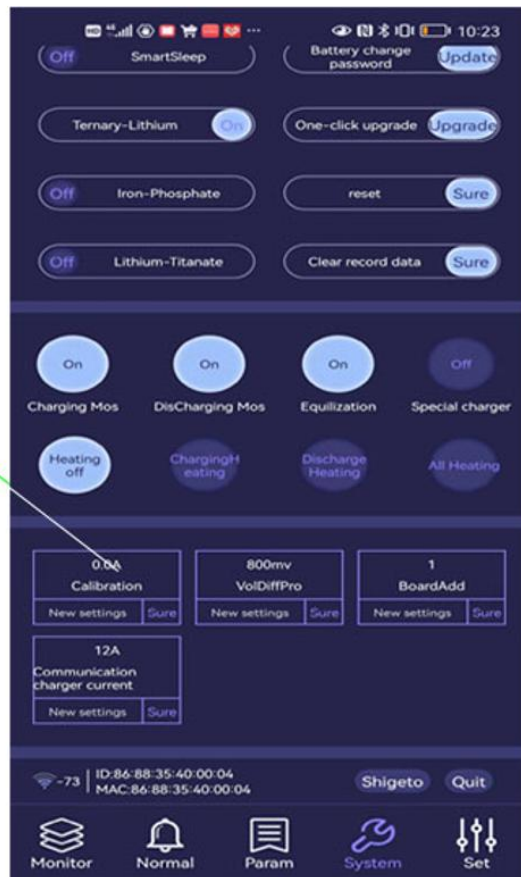 HD 4G 10:23
Off SmartSleep
Battery change password Update
Ternary-Lithium On
One-click upgrade Upgrade
Off Iron-Phosphate
reset Sure
Off Lithium-Titanate
Clear record data Sure
On On On Off
Charging Mos DisCharging Mos Equilization Special charger
Heating off
ChargingH eating
Discharge Heating
All Heating
0.0A
Calibration
New settings Sure
800mv
VolDiffPro
New settings Sure
1
BoardAdd
New settings Sure
12A
Communication
charger current
New settings Sure
-73
ID:86:88:35:40:00:04
MAC:86:88:35:40:00:04
Shigeto Quit
Monitor Normal Param System Set